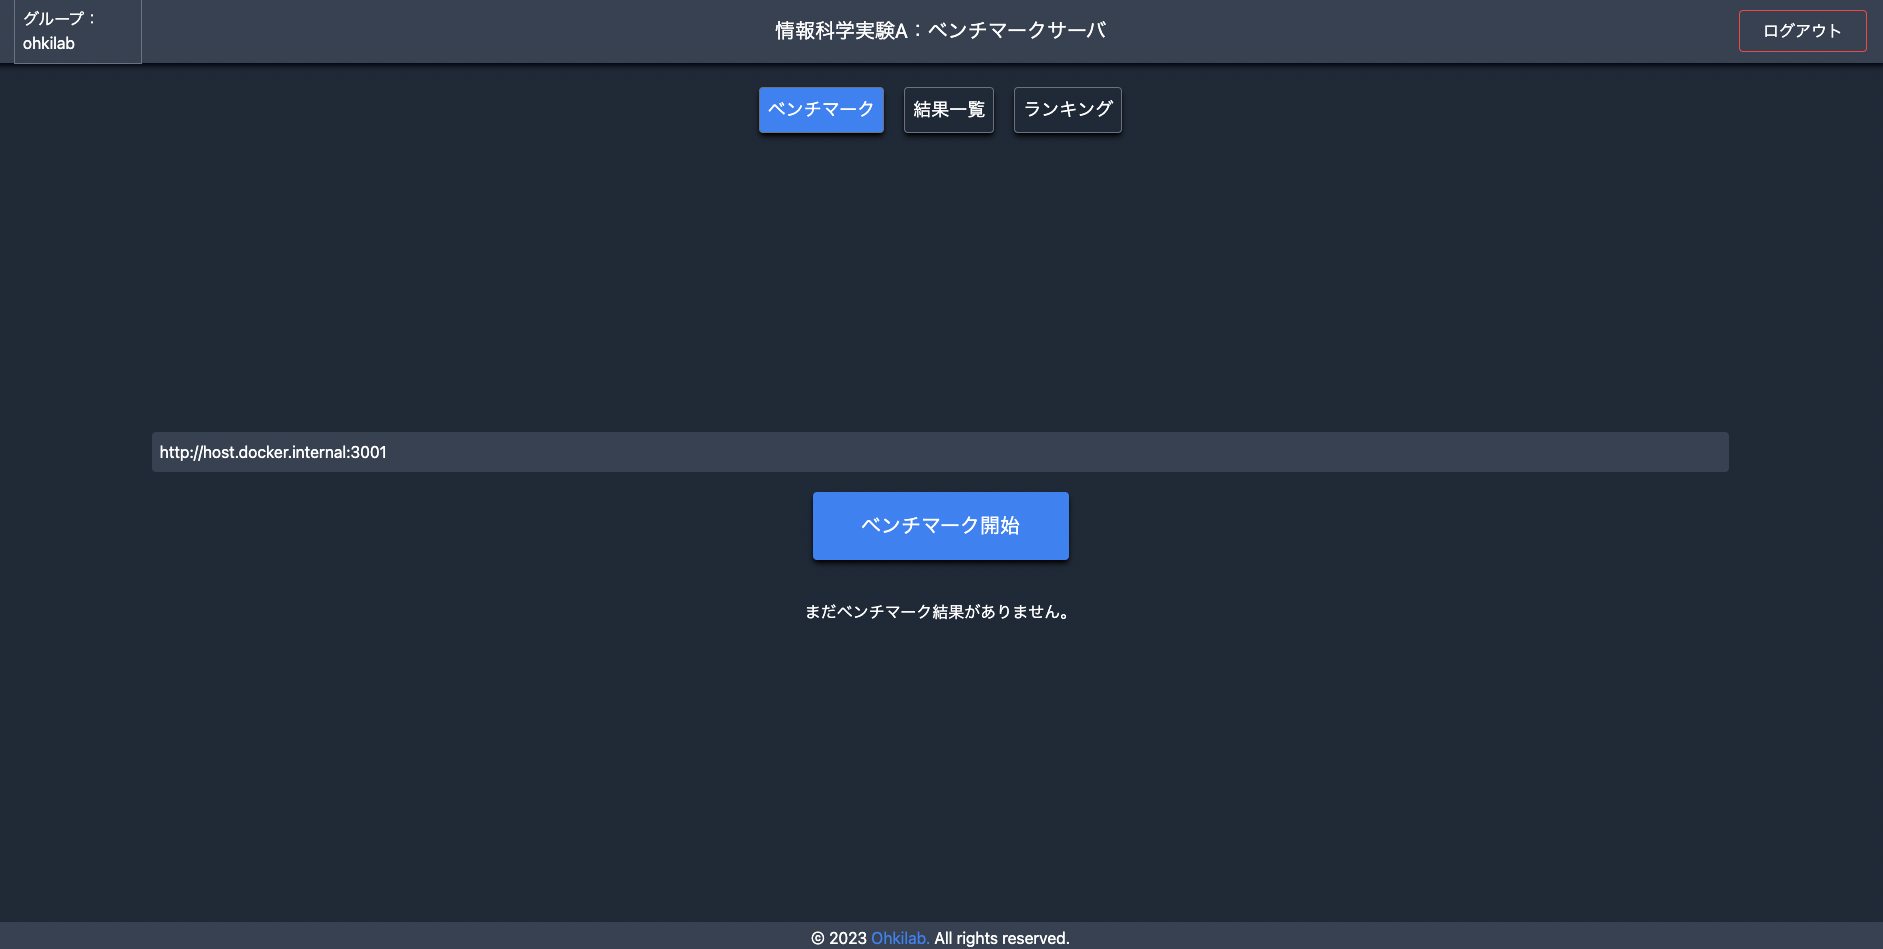 グループ：
ohkilab
情報科学実験A：ベンチマークサーバ
ログアウト
ベンチマーク
結果一覧
ランキング
http://host.docker.internal:3001
ベンチマーク開始
まだベンチマーク結果がありません。
© 2023 Ohkilab. All rights reserved.